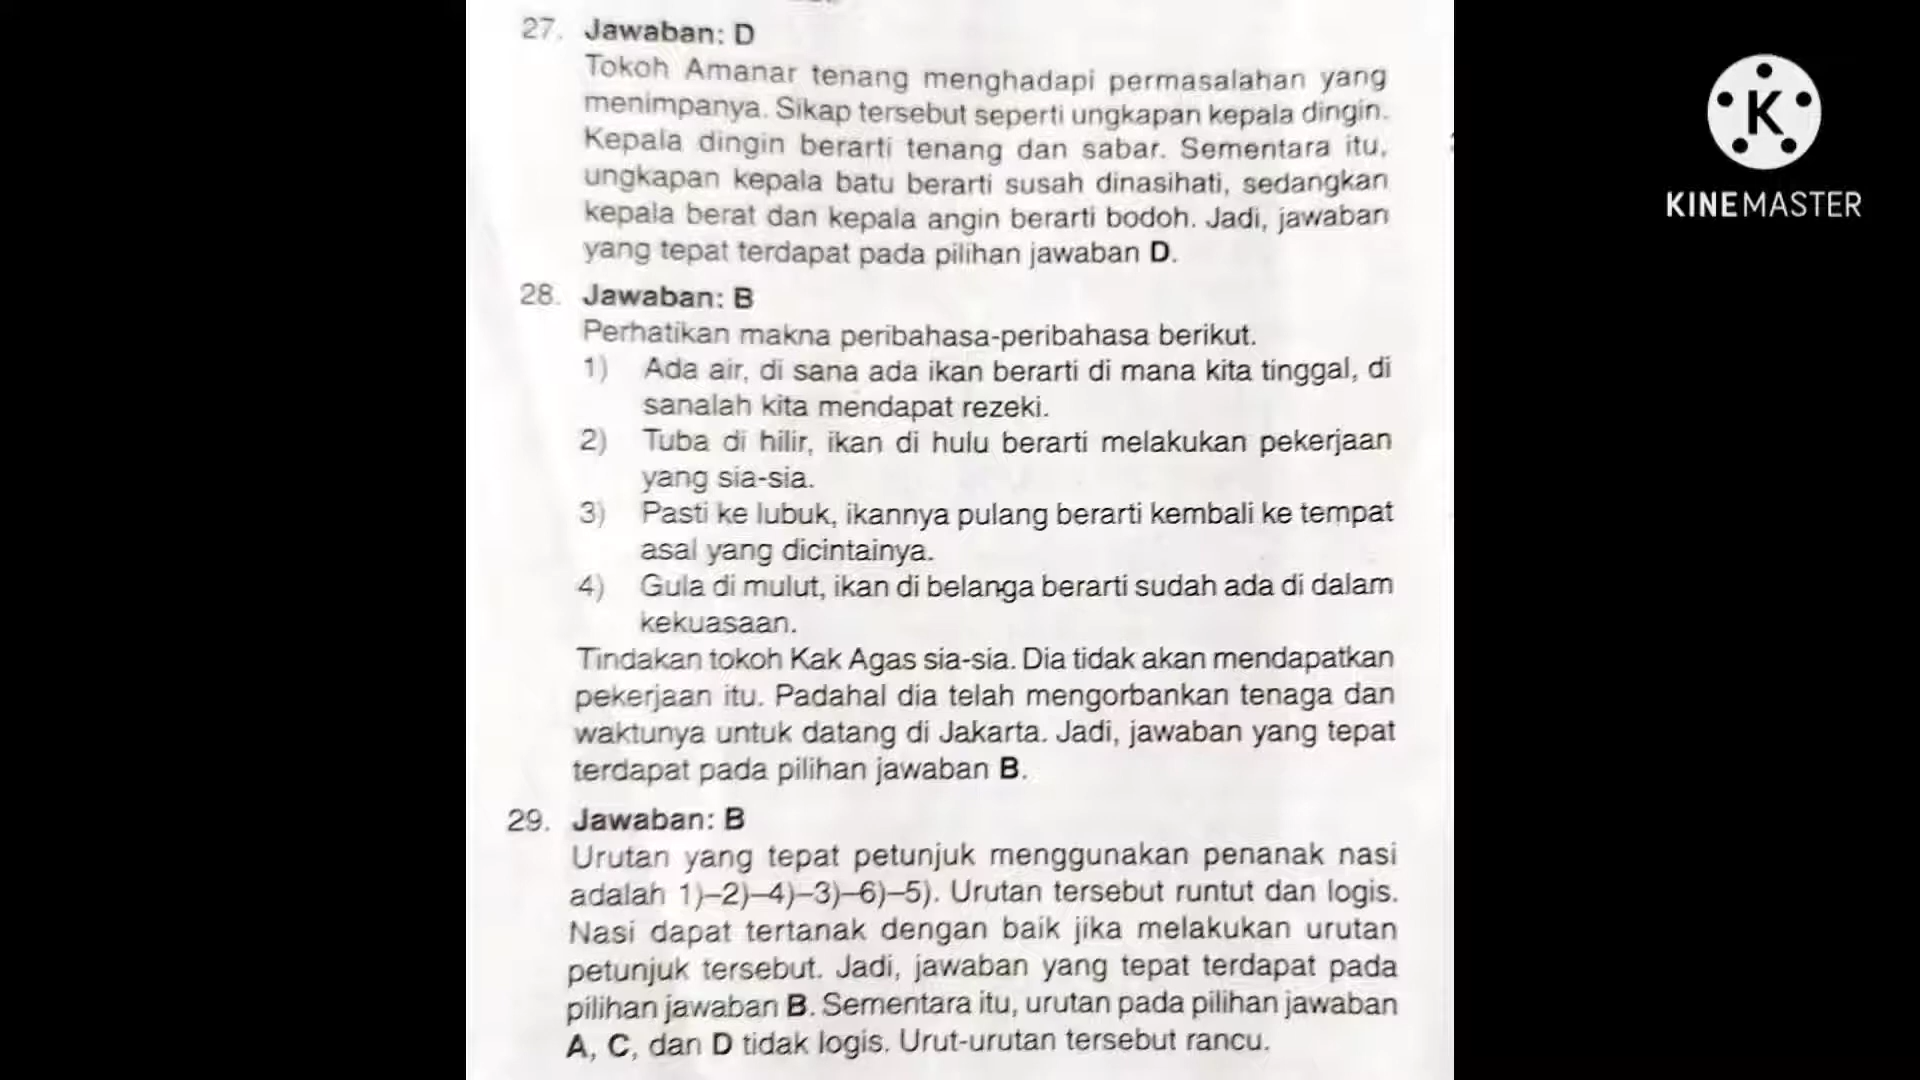 27. Jawaban: D
Tokoh Amanar tenang menghadapi permasalahan yang
menimpanya. Sikap tersebut seperti ungkapan kepala dingin.
Kepala dingin berarti tenang dan sabar. Sementara itu,
ungkapan kepala batu berarti susah dinasihati, sedangkan
kepala berat dan kepala angin berarti bodoh. Jadi, jawaban
yang tepat terdapat pada pilihan jawaban D.
28. Jawaban: B
Perhatikan makna peribahasa-peribahasa berikut.
1) Ada air, di sana ada ikan berarti di mana kita tinggal, di
sanalah kita mendapat rezeki.
2) Tuba di hilir, ikan di hulu berarti melakukan pekerjaan
yang sia-sia.
3) Pasti ke lubuk, ikannya pulang berarti kembali ke tempat
asal yang dicintainya.
4) Gula di mulut, ikan di belanga berarti sudah ada di dalam
kekuasaan.
Tindakan tokoh Kak Agas sia-sia. Dia tidak akan mendapatkan
pekerjaan itu. Padahal dia telah mengorbankan tenaga dan
waktunya untuk datang di Jakarta. Jadi, jawaban yang tepat
terdapat pada pilihan jawaban B.
29. Jawaban: B
Urutan yang tepat petunjuk menggunakan penanak nasi
adalah 1)–2)–4)–3)–6)–5). Urutan tersebut runtut dan logis.
Nasi dapat tertanak dengan baik jika melakukan urutan
petunjuk tersebut. Jadi, jawaban yang tepat terdapat pada
pilihan jawaban B. Sementara itu, urutan pada pilihan jawaban
A, C, dan D tidak logis. Urut-urutan tersebut rancu.
K
KINEMASTER